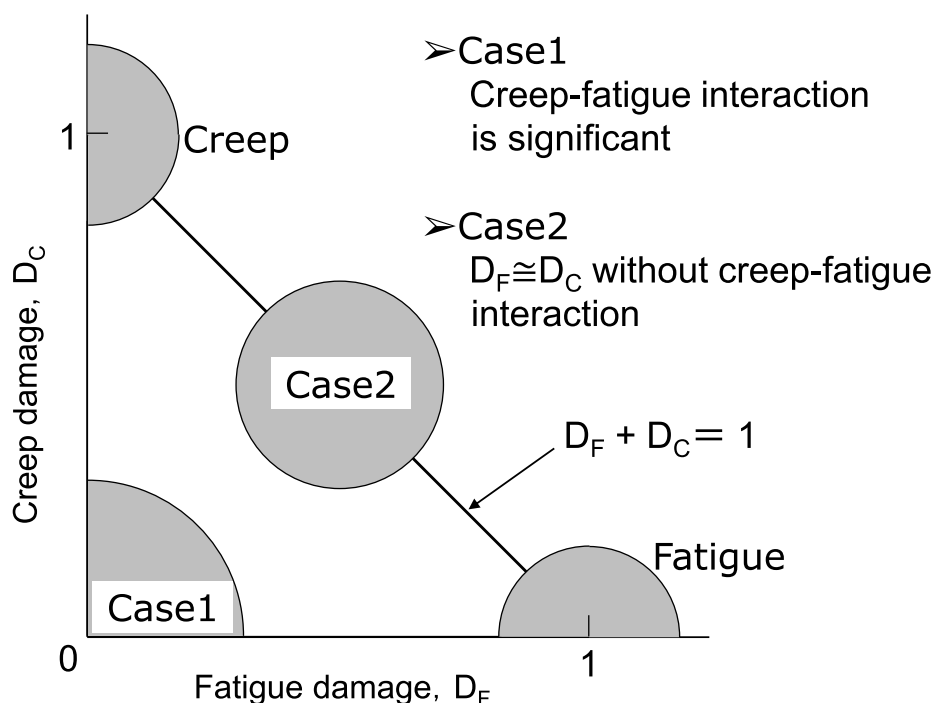 ➢Case1
Creep-fatigue interaction
is significant
➢Case2
D_F≅D_C without creep-fatigue
interaction
1
Creep
Creep damage, D_C
Case2
D_F + D_C = 1
Fatigue
Case1
0
1
Fatigue damage, D_F